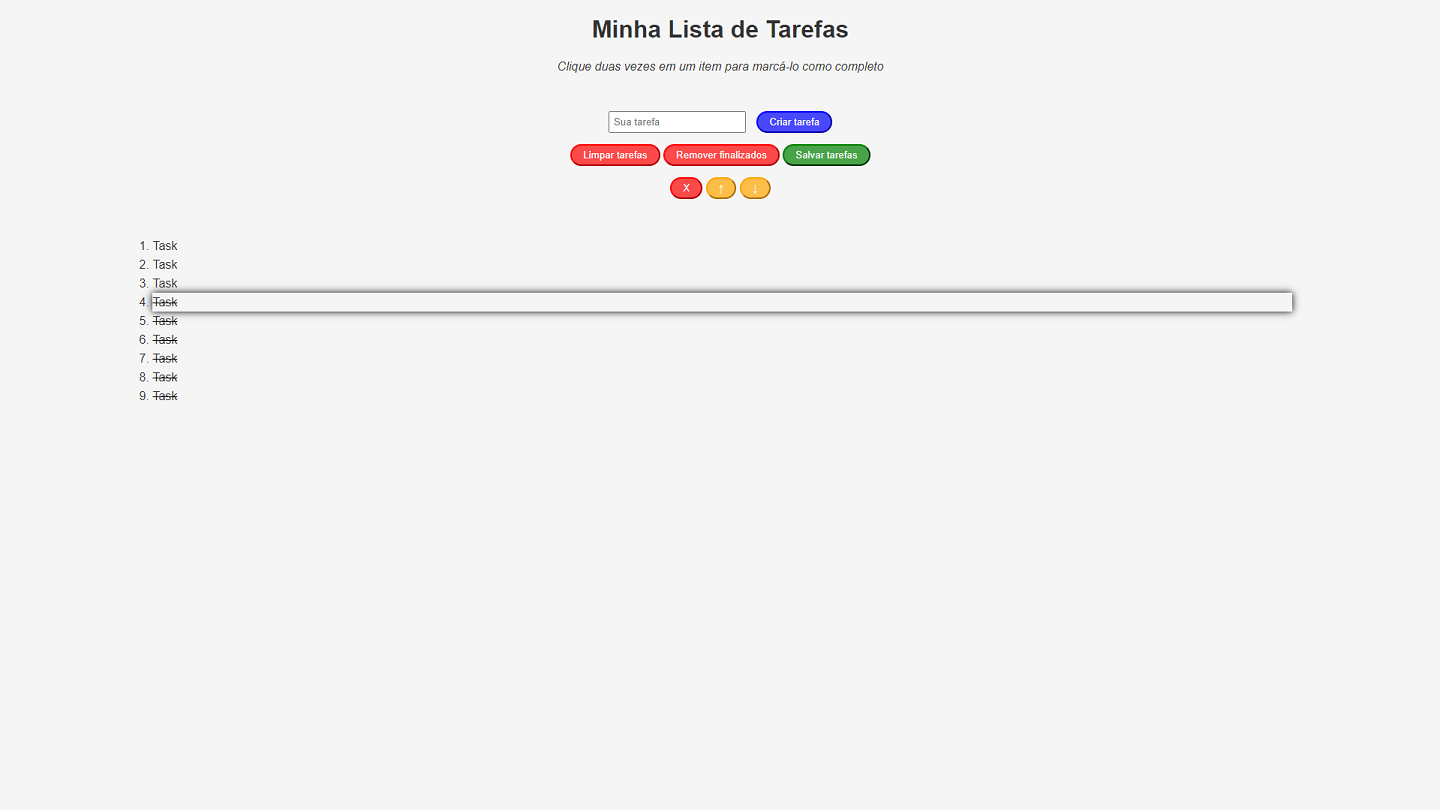 Minha Lista de Tarefas
Clique duas vezes em um item para marcá-lo como completo
Sua tarefa Criar tarefa
Limpar tarefas Remover finalizados Salvar tarefas
X ↑ ↓
1. Task
2. Task
3. Task
4. Task
5. Task
6. Task
7. Task
8. Task
9. Task